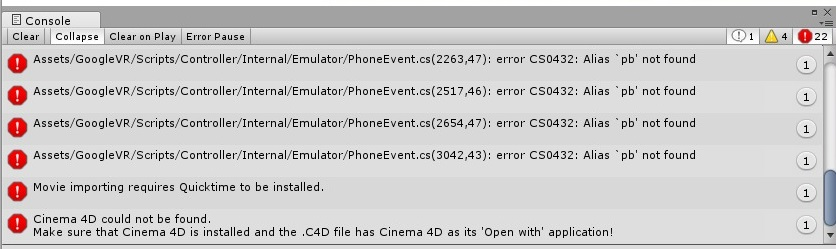 Console
Clear Collapse Clear on Play Error Pause 1 4 22
Assets/GoogleVR/Scripts/Controller/Internal/Emulator/PhoneEvent.cs(2263,47): error CS0432: Alias `pb' not found 1
Assets/GoogleVR/Scripts/Controller/Internal/Emulator/PhoneEvent.cs(2517,46): error CS0432: Alias `pb' not found 1
Assets/GoogleVR/Scripts/Controller/Internal/Emulator/PhoneEvent.cs(2654,47): error CS0432: Alias `pb' not found 1
Assets/GoogleVR/Scripts/Controller/Internal/Emulator/PhoneEvent.cs(3042,43): error CS0432: Alias `pb' not found 1
Movie importing requires Quicktime to be installed. 1
Cinema 4D could not be found. 1
Make sure that Cinema 4D is installed and the .C4D file has Cinema 4D as its 'Open with' application!